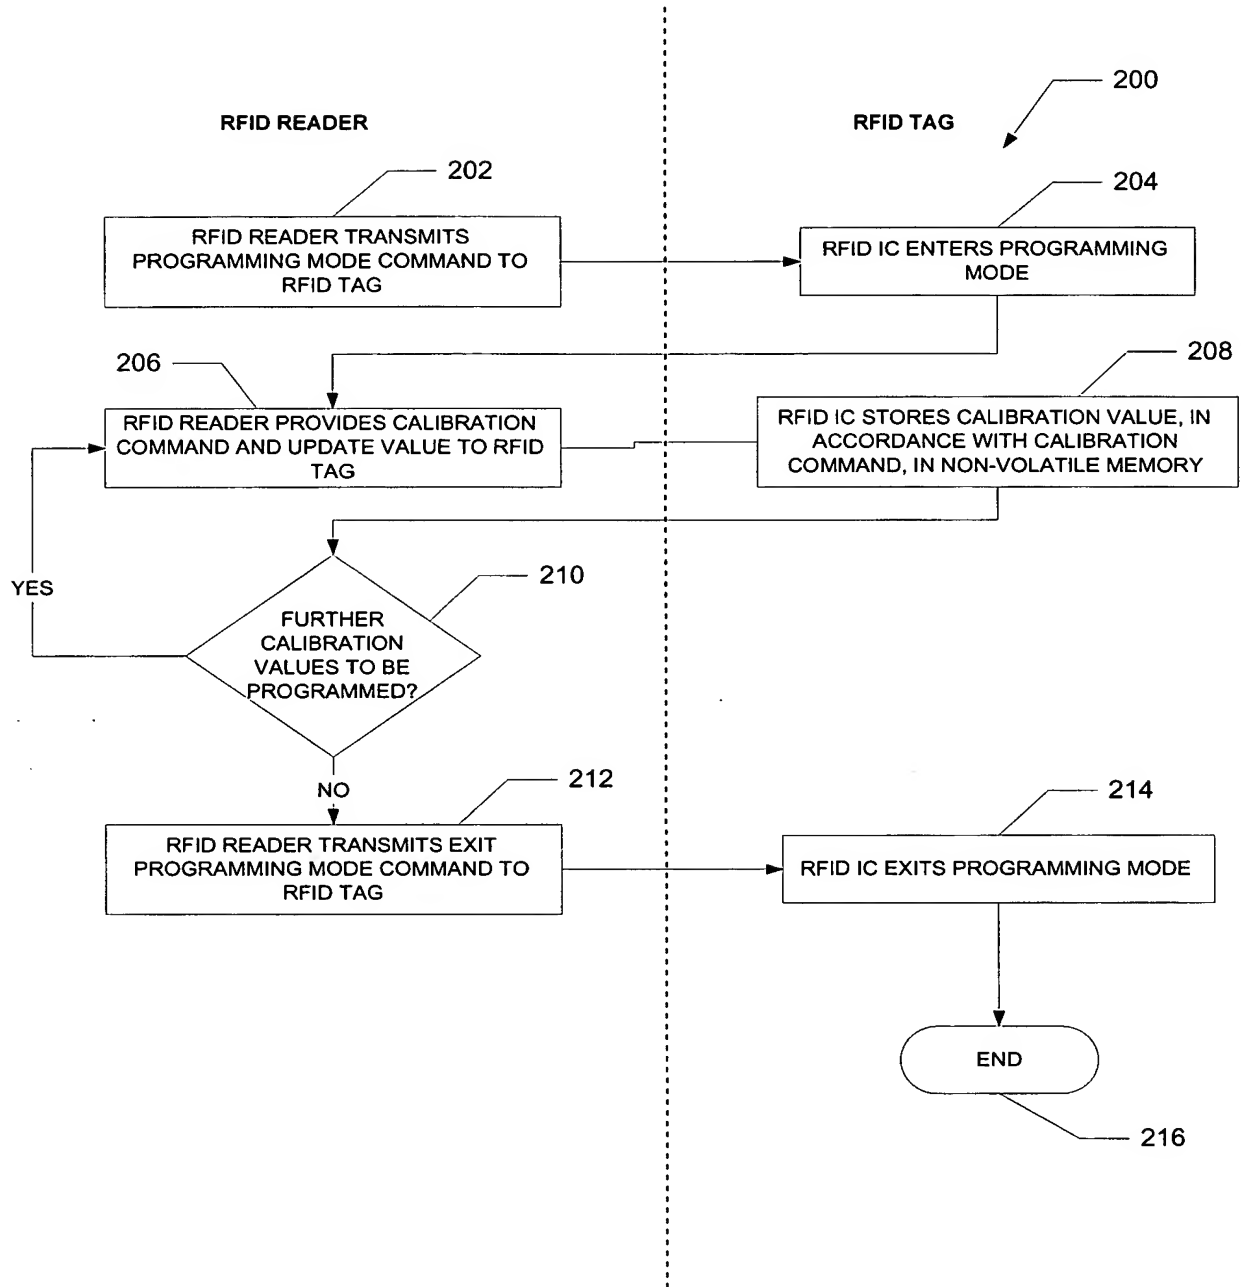 200
RFID READER
RFID TAG
202
204
RFID READER TRANSMITS
PROGRAMMING MODE COMMAND TO
RFID TAG
RFID IC ENTERS PROGRAMMING
MODE
206
208
RFID READER PROVIDES CALIBRATION
COMMAND AND UPDATE VALUE TO RFID
TAG
RFID IC STORES CALIBRATION VALUE, IN
ACCORDANCE WITH CALIBRATION
COMMAND, IN NON-VOLATILE MEMORY
YES
210
FURTHER
CALIBRATION
VALUES TO BE
PROGRAMMED?
NO
212
214
RFID READER TRANSMITS EXIT
PROGRAMMING MODE COMMAND TO
RFID TAG
RFID IC EXITS PROGRAMMING MODE
END
216